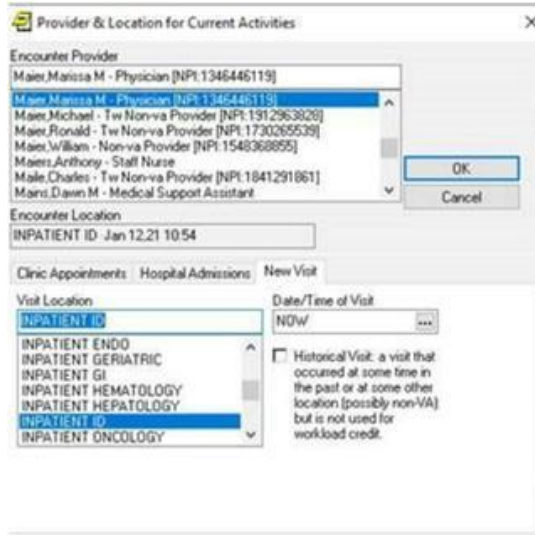 Provider & Location for Current Activities
Encounter Provider
Maier,Marissa M - Physician [NPI:1346446119]
Maier,Marissa M - Physician [NPI:1346446119]
Maier,Michael - Tw Non-va Provider [NPI:1912963828]
Maier,Ronald - Tw Non-va Provider [NPI:1730265539]
Maier,William - Non-va Provider [NPI:1548368855]
Maiers,Anthony - Staff Nurse
Maile,Charles - Tw Non-va Provider [NPI:1841291861]
Mains,Dawn M - Medical Support Assistant
OK
Cancel
Encounter Location
INPATIENT ID Jan 12,21 10:54
Clinic Appointments Hospital Admissions New Visit
Visit Location
INPATIENT ID
INPATIENT ENDO
INPATIENT GERIATRIC
INPATIENT GI
INPATIENT HEMATOLOGY
INPATIENT HEPATOLOGY
INPATIENT ID
INPATIENT ONCOLOGY
Date/Time of Visit
NOW ...
Historical Visit: a visit that
occurred at some time in
the past or at some other
location (possibly non-VA)
but is not used for
workload credit.